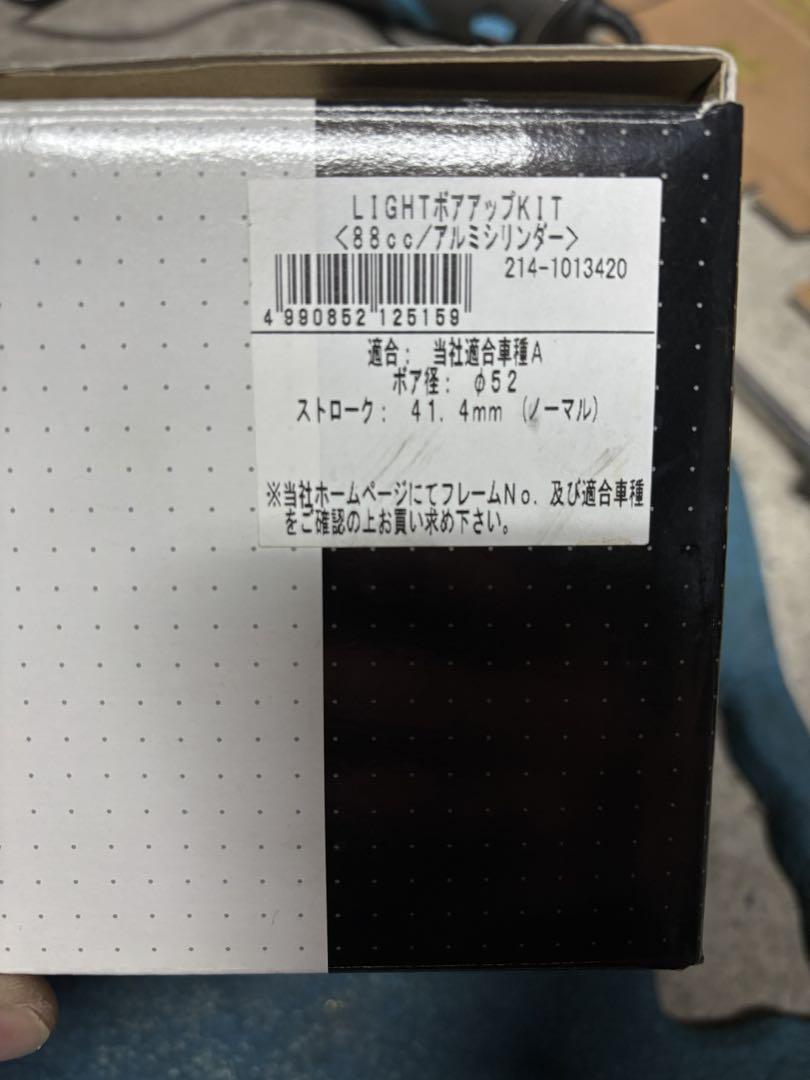 LIGHTボアアップKIT
<88cc/アルミシリンダー>
214-1013420
4 990852 125159
適合: 当社適合車種A
ボア径: φ52
ストローク: 41.4mm (ノーマル)
※当社ホームページにてフレームNo. 及び適合車種
をご確認の上お買い求め下さい。